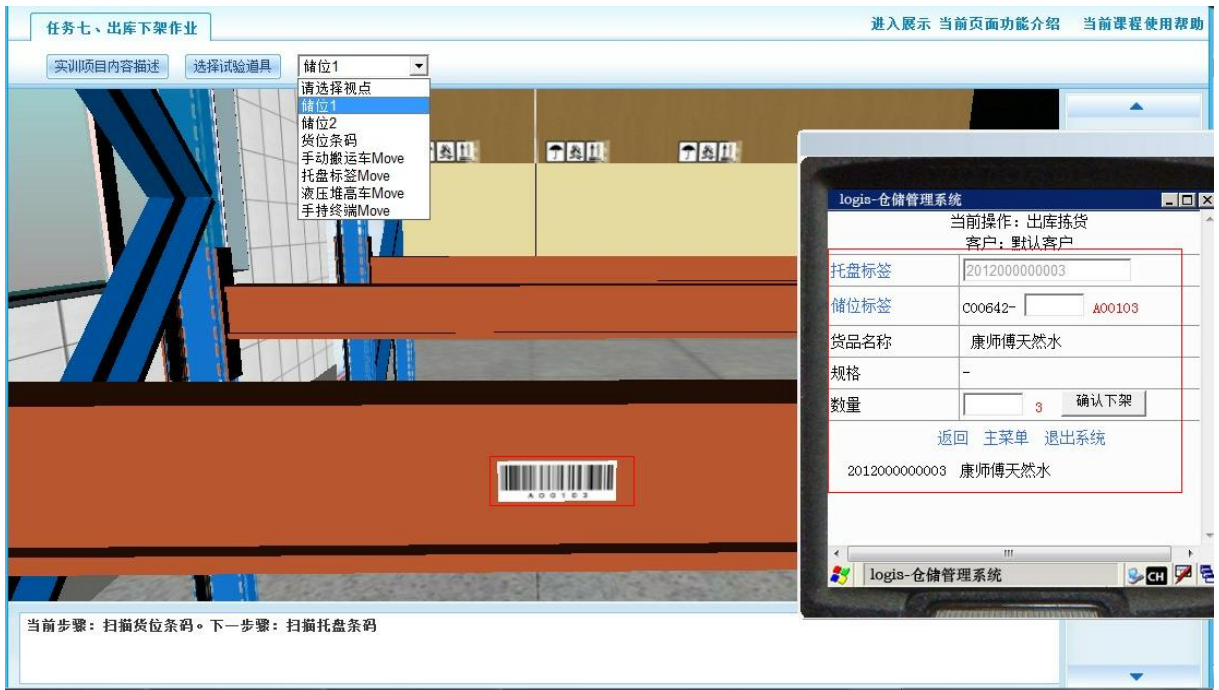 任务七、出库下架作业
进入展示 当前页面功能介绍 当前课程使用帮助
实训项目内容描述 选择试验道具 储位1
请选择视点
储位1
储位2
货位条码
手动搬运车Move
托盘标签Move
液压堆高车Move
手持终端Move
logis-仓储管理系统
当前操作：出库拣货
客户：默认客户
托盘标签 2012000000003
储位标签 C00642- A00103
货品名称 康师傅天然水
规格 -
数量 3 确认下架
返回 主菜单 退出系统
2012000000003 康师傅天然水
logis-仓储管理系统 CH
A00103
当前步骤：扫描货位条码。下一步骤：扫描托盘条码